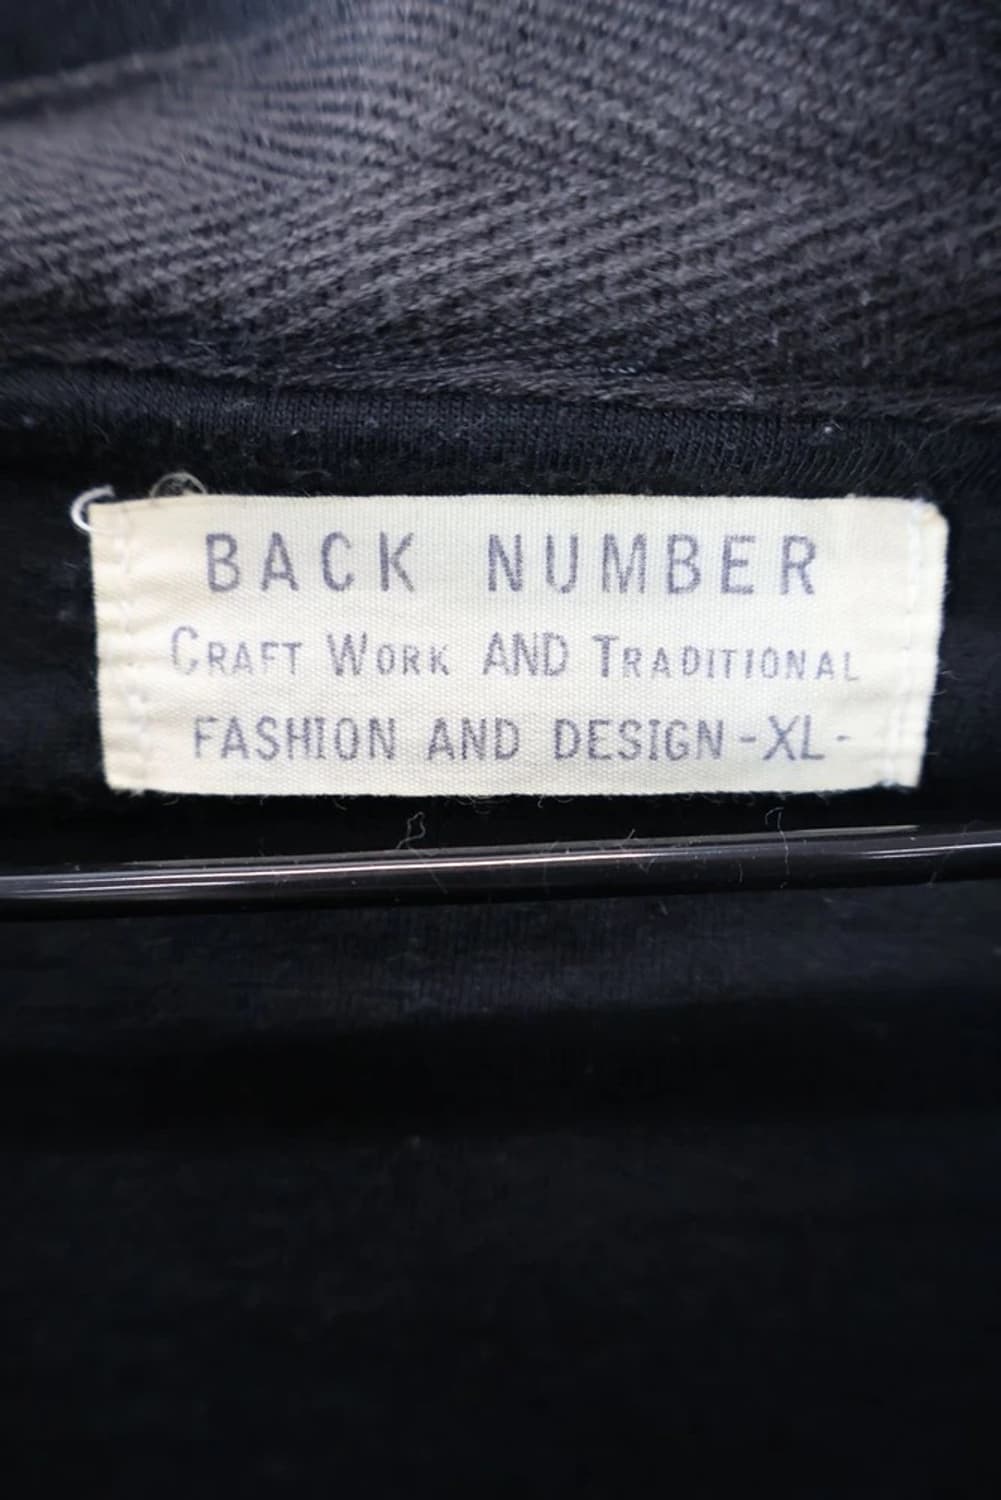 BACK NUMBER
CRAFT WORK AND TRADITIONAL
FASHION AND DESIGN -XL-